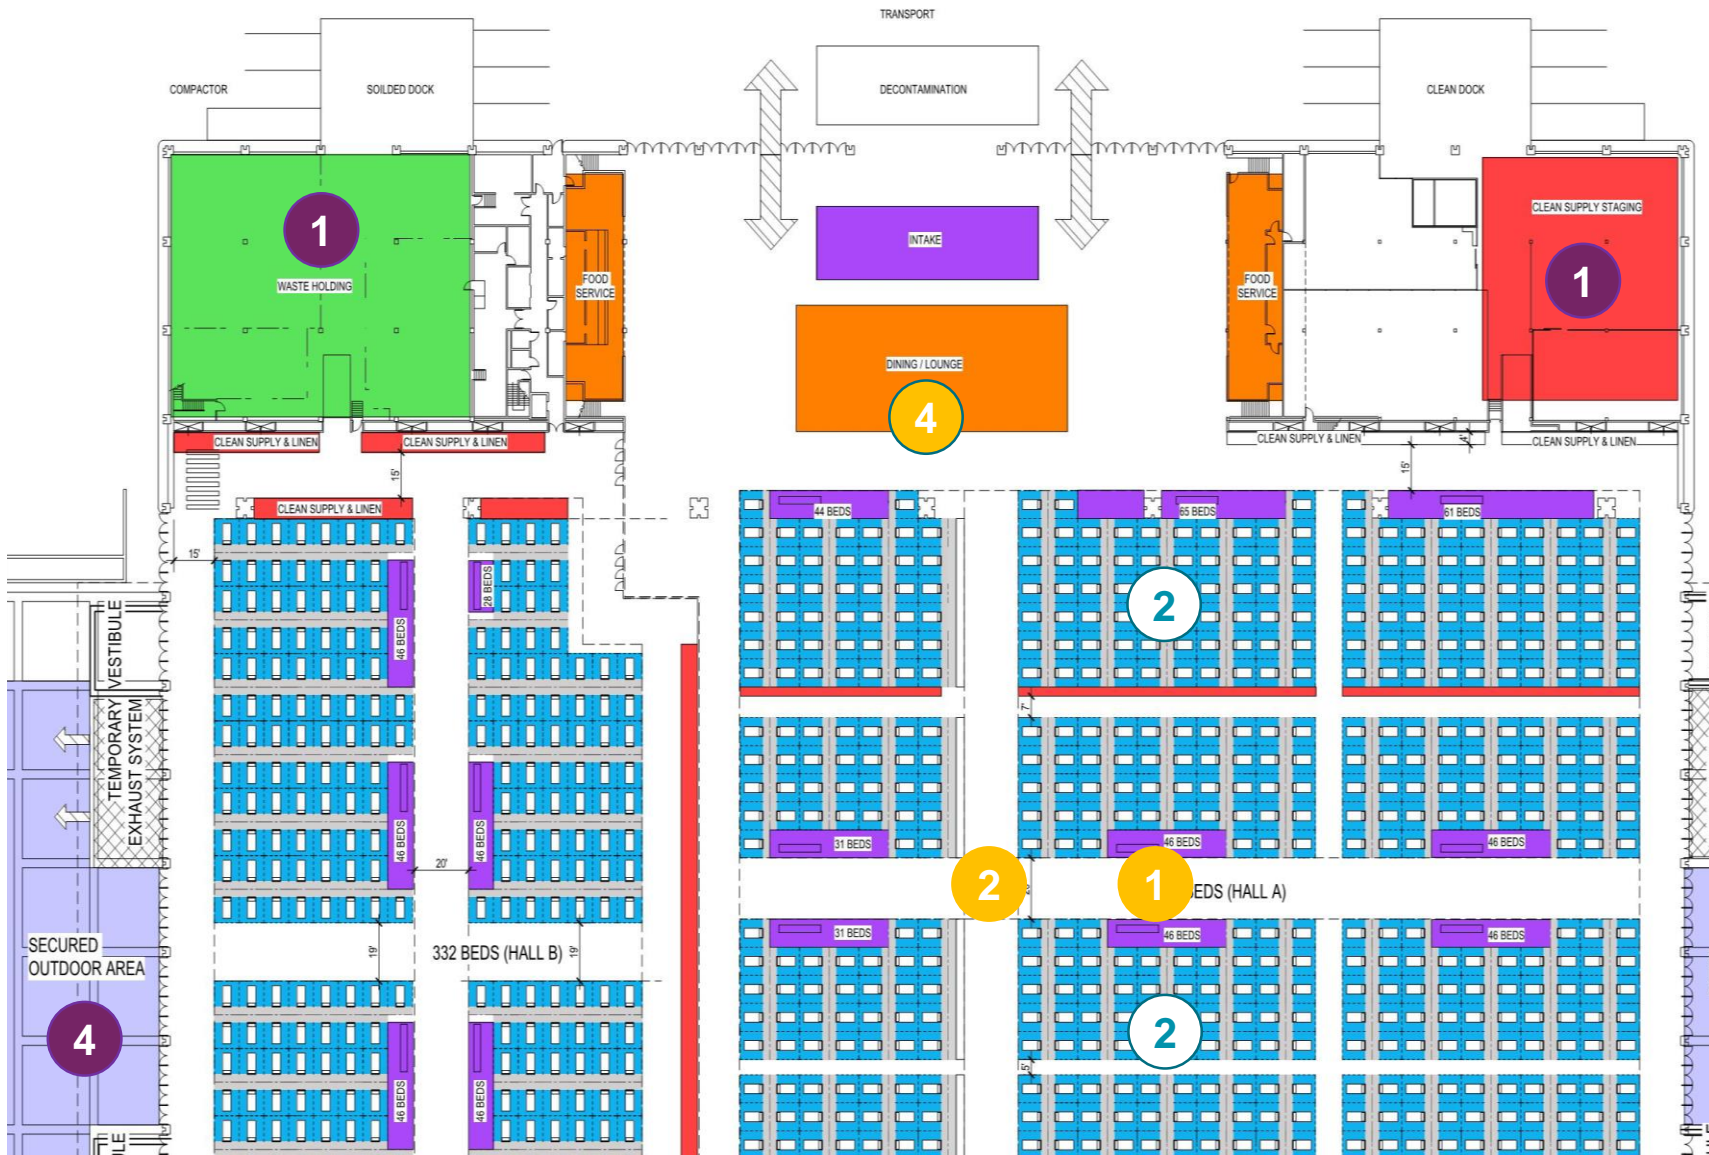 TRANSPORT
COMPACTOR
SOILDED DOCK
DECONTAMINATION
CLEAN DOCK
1
WASTE HOLDING
FOOD
SERVICE
INTAKE
DINING / LOUNGE
4
FOOD
SERVICE
CLEAN SUPPLY STAGING
1
CLEAN SUPPLY & LINEN
CLEAN SUPPLY & LINEN
CLEAN SUPPLY & LINEN
CLEAN SUPPLY & LINEN
4'
15'
15'
CLEAN SUPPLY & LINEN
44 BEDS
65 BEDS
61 BEDS
15'
28 BEDS
46 BEDS
2
TEMPORARY VESTIBULE
EXHAUST SYSTEM
7'
46 BEDS
46 BEDS
20'
31 BEDS
46 BEDS
46 BEDS
2
1
BEDS (HALL A)
SECURED
OUTDOOR AREA
4
19'
332 BEDS (HALL B)
19'
31 BEDS
46 BEDS
46 BEDS
2
5'
46 BEDS
46 BEDS